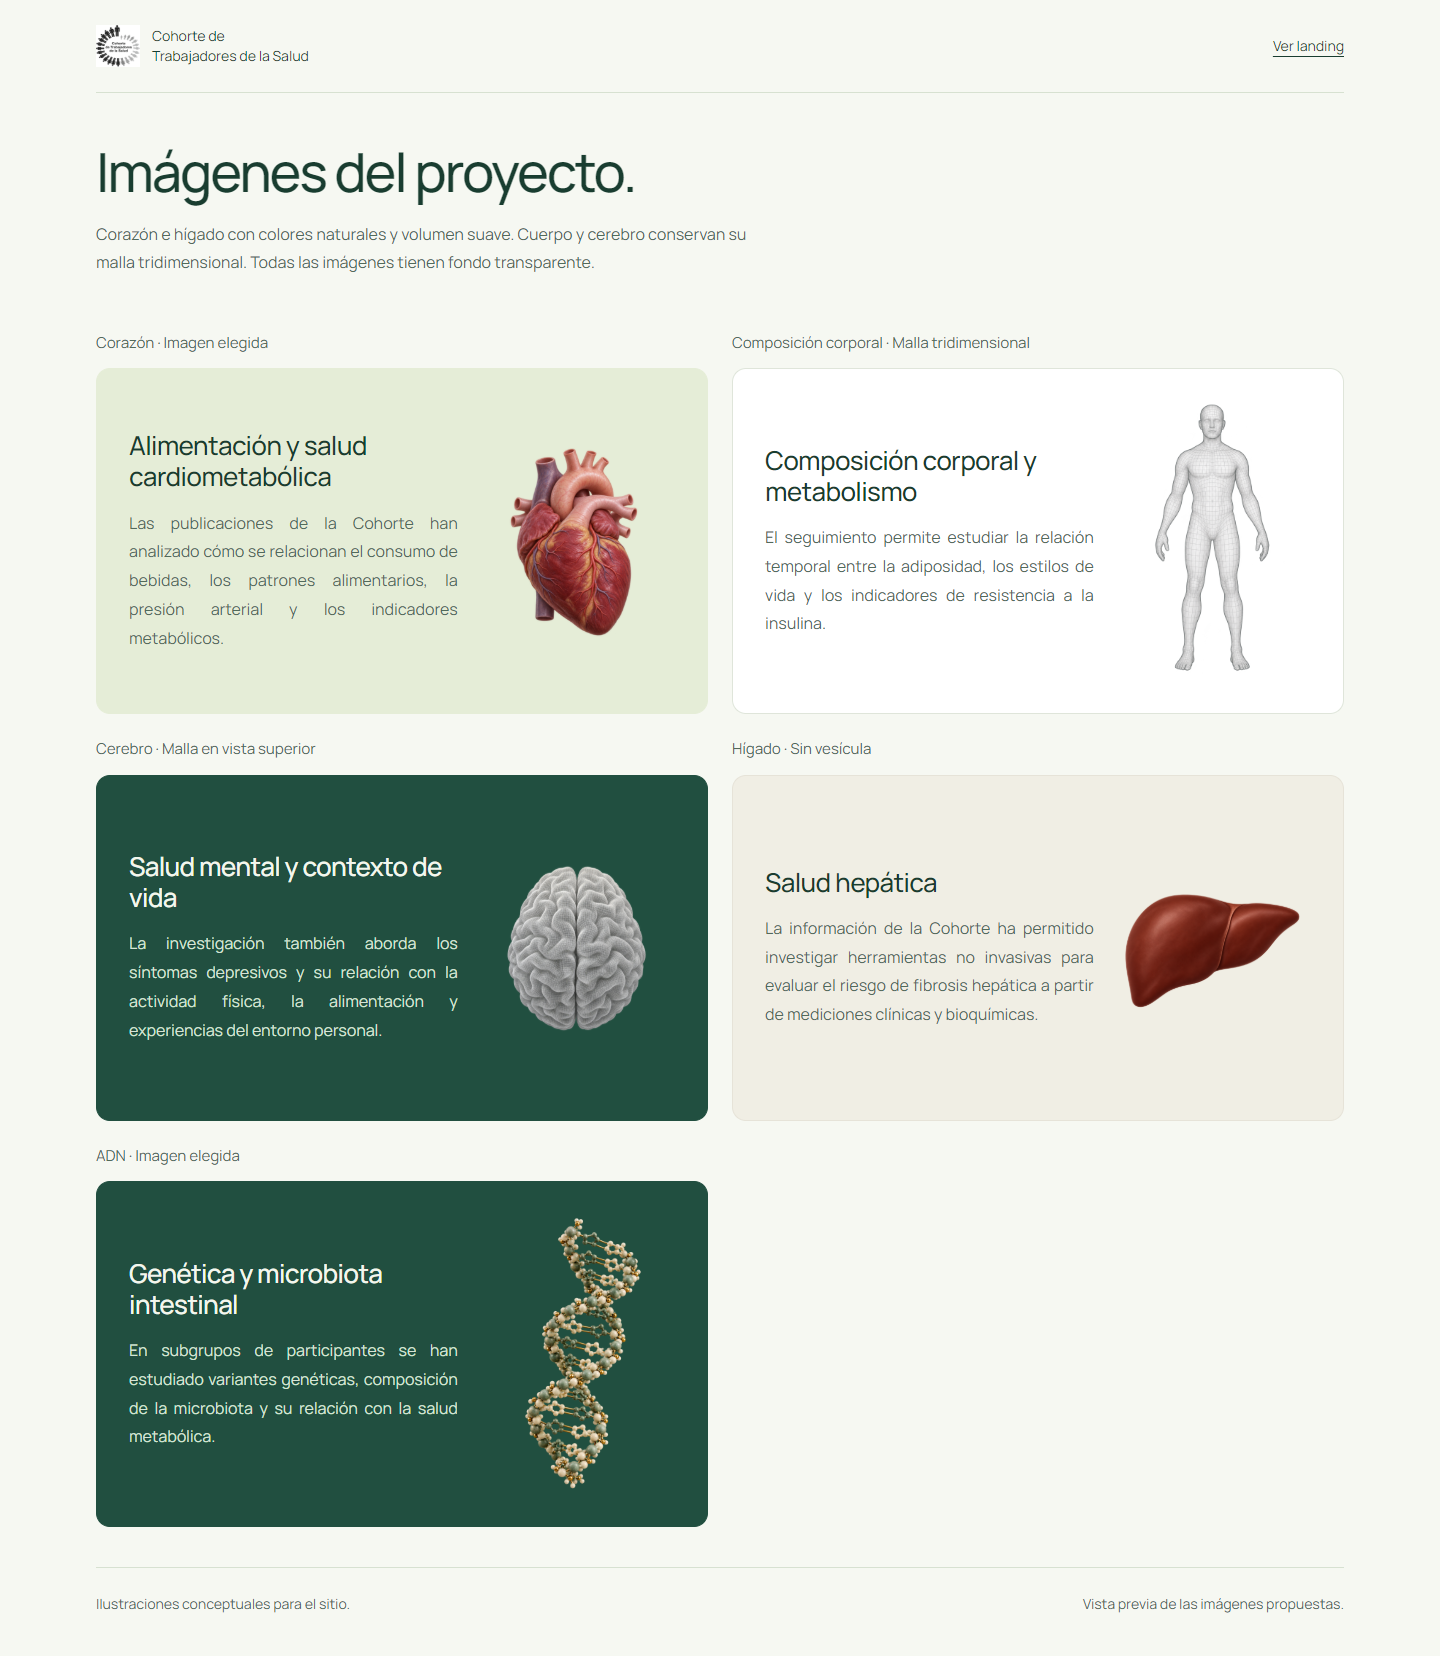 Cohorte de
Trabajadores de la Salud
Cohorte de
Trabajadores de la Salud
Ver landing
Imágenes del proyecto.
Corazón e hígado con colores naturales y volumen suave. Cuerpo y cerebro conservan su
malla tridimensional. Todas las imágenes tienen fondo transparente.
Corazón · Imagen elegida
Alimentación y salud
cardiometabólica
Las publicaciones de la Cohorte han
analizado cómo se relacionan el consumo de
bebidas, los patrones alimentarios, la
presión arterial y los indicadores
metabólicos.
Composición corporal · Malla tridimensional
Composición corporal y
metabolismo
El seguimiento permite estudiar la relación
temporal entre la adiposidad, los estilos de
vida y los indicadores de resistencia a la
insulina.
Cerebro · Malla en vista superior
Salud mental y contexto de
vida
La investigación también aborda los
síntomas depresivos y su relación con la
actividad física, la alimentación y
experiencias del entorno personal.
Hígado · Sin vesícula
Salud hepática
La información de la Cohorte ha permitido
investigar herramientas no invasivas para
evaluar el riesgo de fibrosis hepática a partir
de mediciones clínicas y bioquímicas.
ADN · Imagen elegida
Genética y microbiota
intestinal
En subgrupos de participantes se han
estudiado variantes genéticas, composición
de la microbiota y su relación con la salud
metabólica.
Ilustraciones conceptuales para el sitio.
Vista previa de las imágenes propuestas.